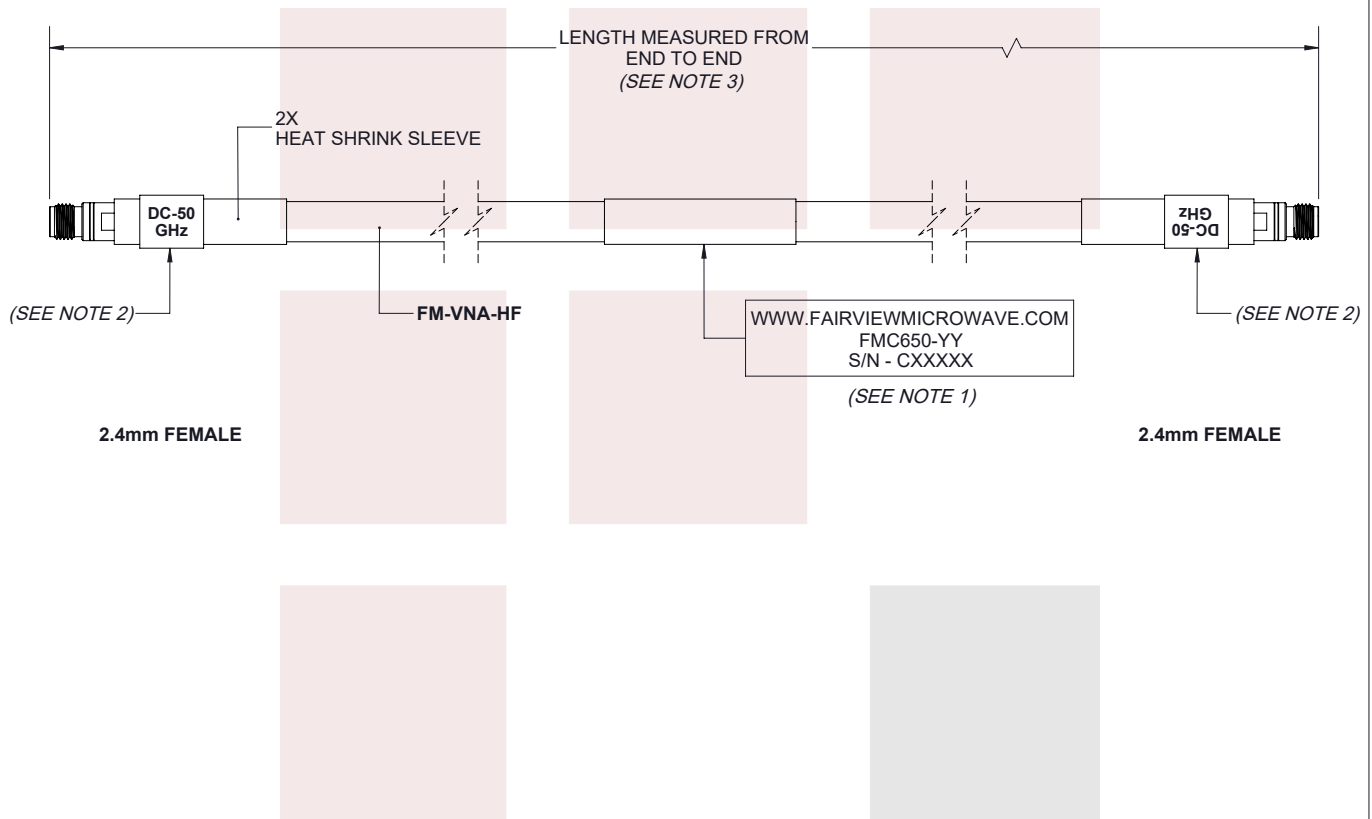 LENGTH MEASURED FROM
END TO END
(SEE NOTE 3)
2X
HEAT SHRINK SLEEVE
DC-50
GHz
DC-50
GHz
(SEE NOTE 2)
FM-VNA-HF
WWW.FAIRVIEWMICROWAVE.COM
FMC650-YY
S/N - CXXXXX
(SEE NOTE 1)
(SEE NOTE 2)
2.4mm FEMALE
2.4mm FEMALE